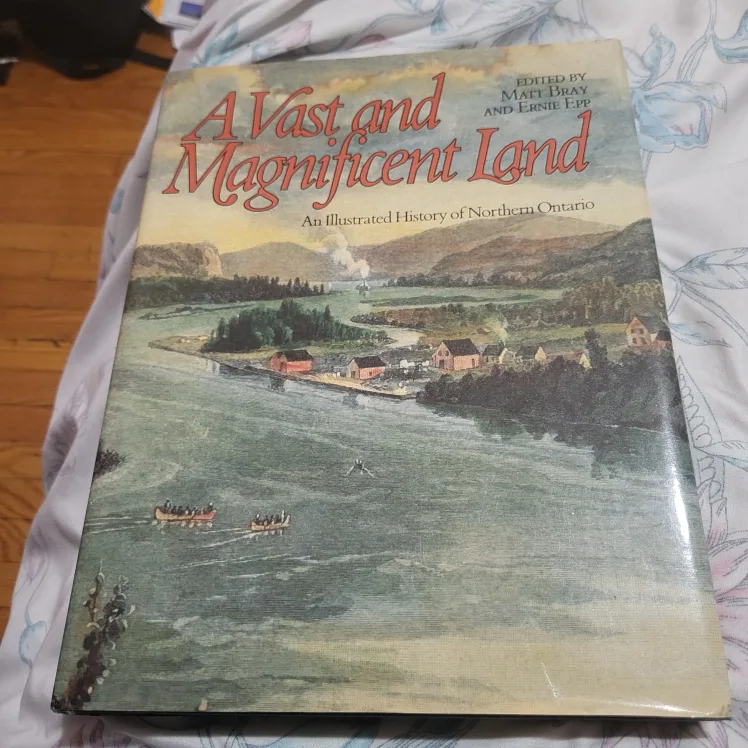 A Vast and
Magnificent Land
EDITED BY
MATT BRAY
AND ERNIE EPP
An Illustrated History of Northern Ontario